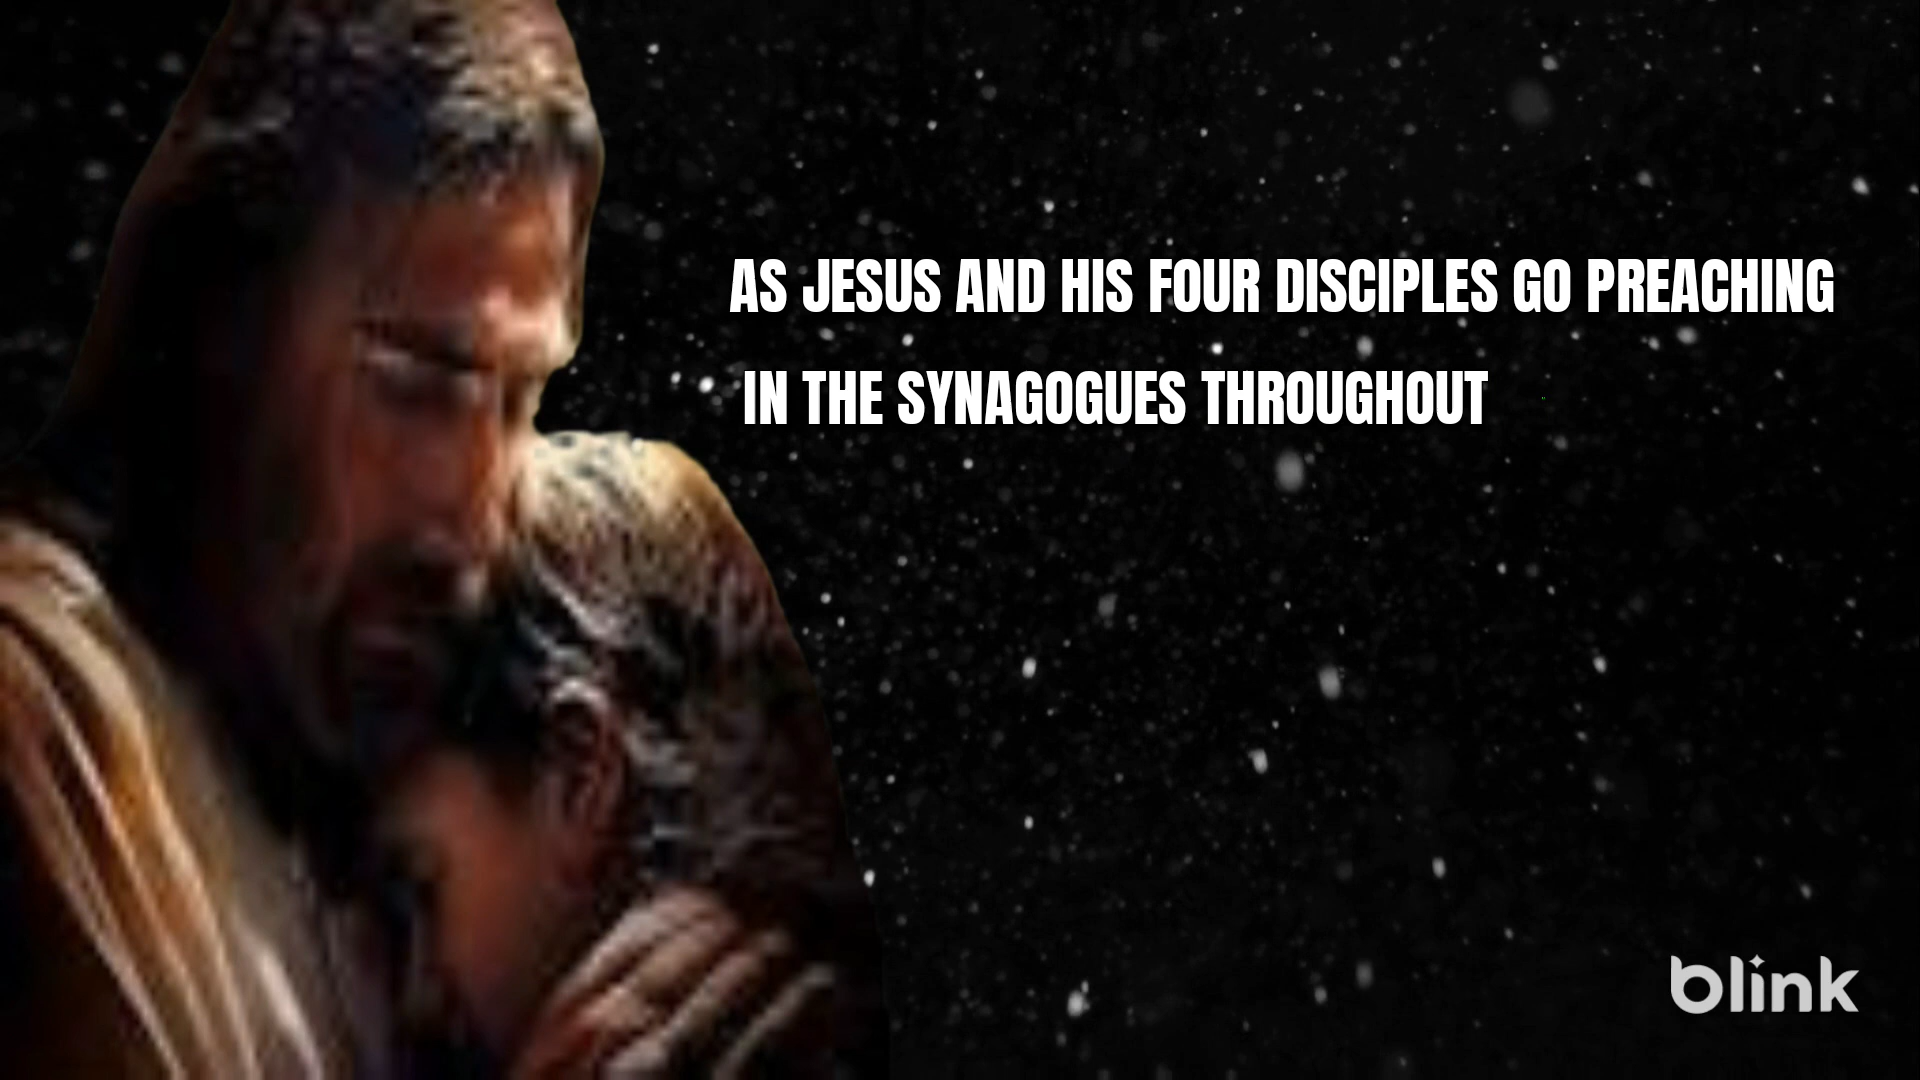 AS JESUS AND HIS FOUR DISCIPLES GO PREACHING
IN THE SYNAGOGUES THROUGHOUT
blink